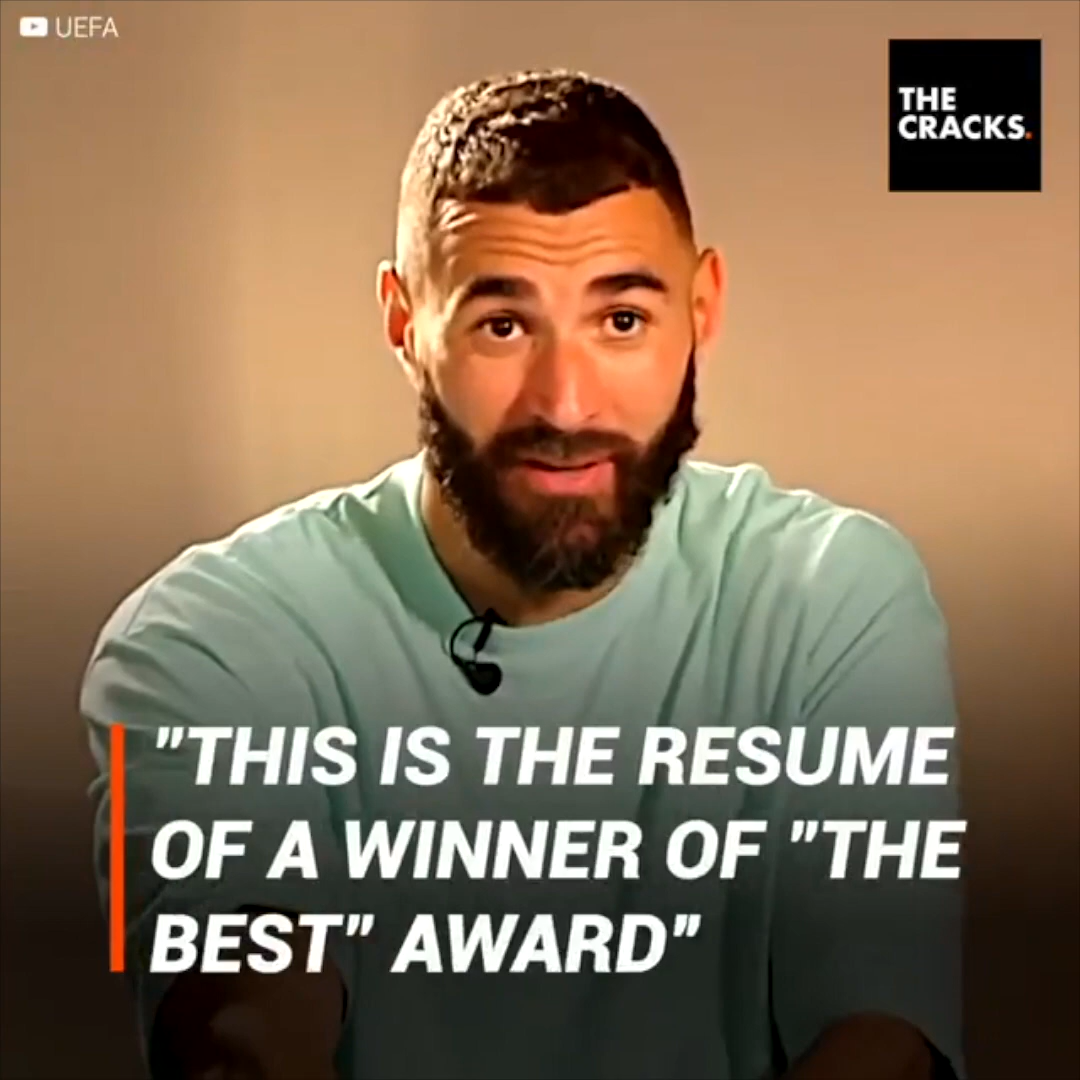 UEFA
THE
CRACKS.
"THIS IS THE RESUME
OF A WINNER OF "THE
BEST" AWARD"